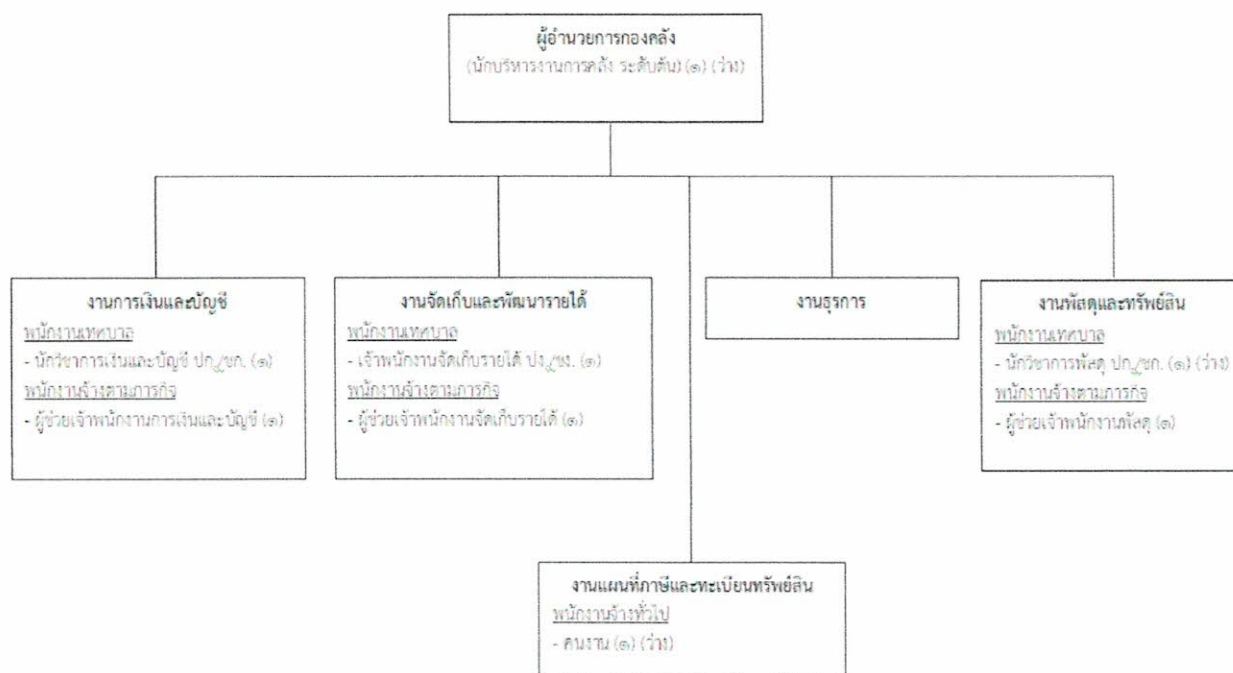 ผู้อำนวยการกองคลัง
(นักบริหารงานการคลัง ระดับต้น) (๑) (ว่าง)
งานการเงินและบัญชี
พนักงานเทศบาล
- นักวิชาการเงินและบัญชี ปก./ชก. (๑)
พนักงานจ้างตามภารกิจ
- ผู้ช่วยเจ้าพนักงานการเงินและบัญชี (๑)
งานจัดเก็บและพัฒนารายได้
พนักงานเทศบาล
- เจ้าพนักงานจัดเก็บรายได้ ปง./ชง. (๑)
พนักงานจ้างตามภารกิจ
- ผู้ช่วยเจ้าพนักงานจัดเก็บรายได้ (๑)
งานธุรการ
งานพัสดุและทรัพย์สิน
พนักงานเทศบาล
- นักวิชาการพัสดุ ปก./ชก. (๑) (ว่าง)
พนักงานจ้างตามภารกิจ
- ผู้ช่วยเจ้าพนักงานพัสดุ (๑)
งานแผนที่ภาษีและทะเบียนทรัพย์สิน
พนักงานจ้างทั่วไป
- คนงาน (๑) (ว่าง)